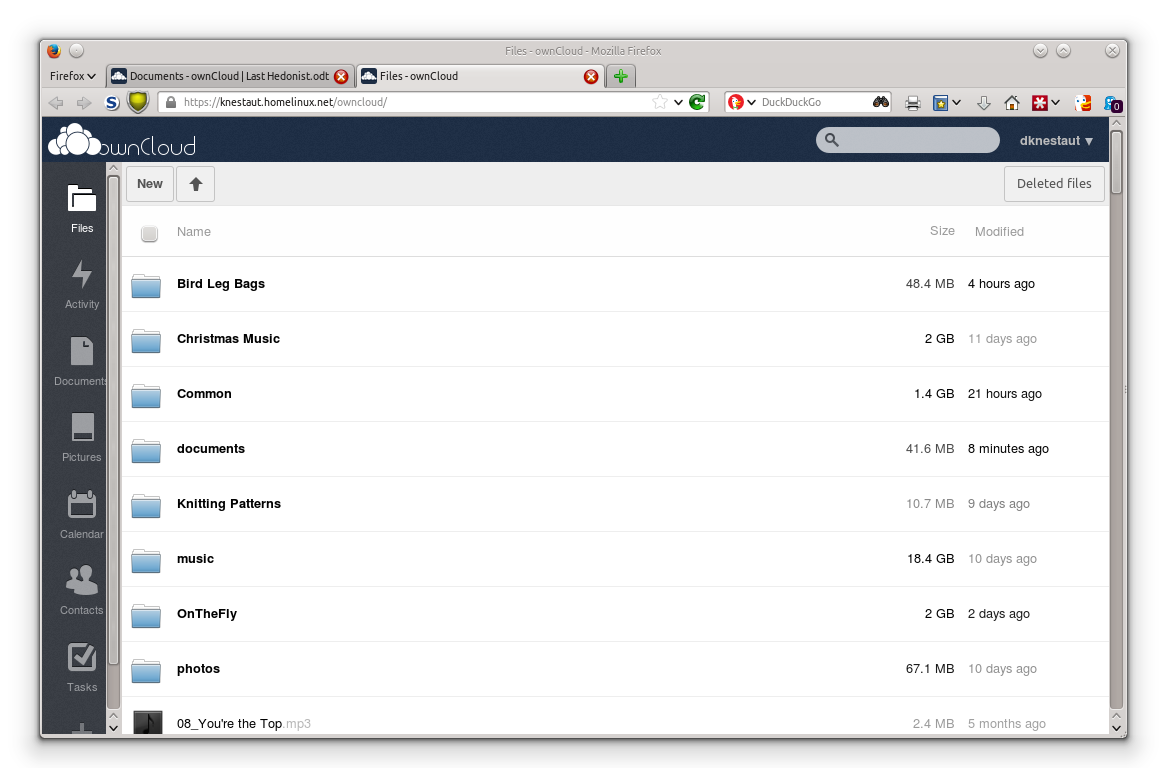 Files - ownCloud - Mozilla Firefox
Firefox Documents - ownCloud | Last Hedonist.odt Files - ownCloud
S https://knestaut.homelinux.net/owncloud/ DuckDuckGo 0
ownCloud dknestaut ▼
New Deleted files
Name Size Modified
Files
Bird Leg Bags 48.4 MB 4 hours ago
Activity
Christmas Music 2 GB 11 days ago
Documents
Common 1.4 GB 21 hours ago
documents 41.6 MB 8 minutes ago
Pictures
Knitting Patterns 10.7 MB 9 days ago
Calendar
music 18.4 GB 10 days ago
Contacts
OnTheFly 2 GB 2 days ago
photos 67.1 MB 10 days ago
Tasks
08_You're the Top.mp3 2.4 MB 5 months ago